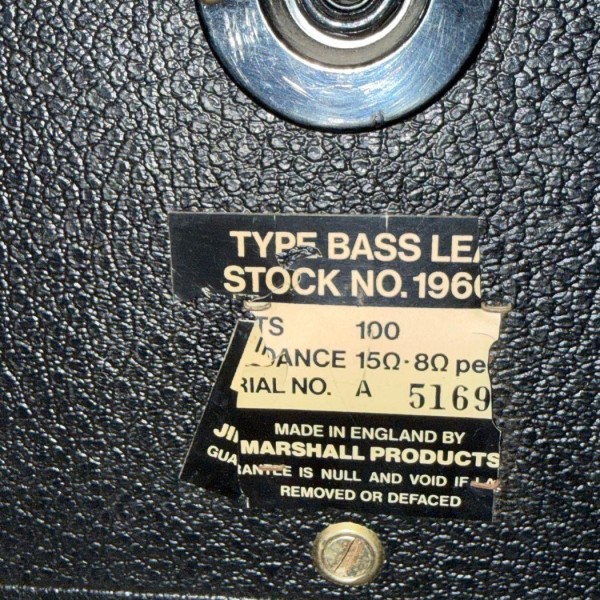 TYPE BASS LEA
STOCK NO. 1960
TS 100
DANCE 15Ω·8Ω pe
RIAL NO. A 5169
MADE IN ENGLAND BY
JI MARSHALL PRODUCTS
GUARANTEE IS NULL AND VOID IF
REMOVED OR DEFACED